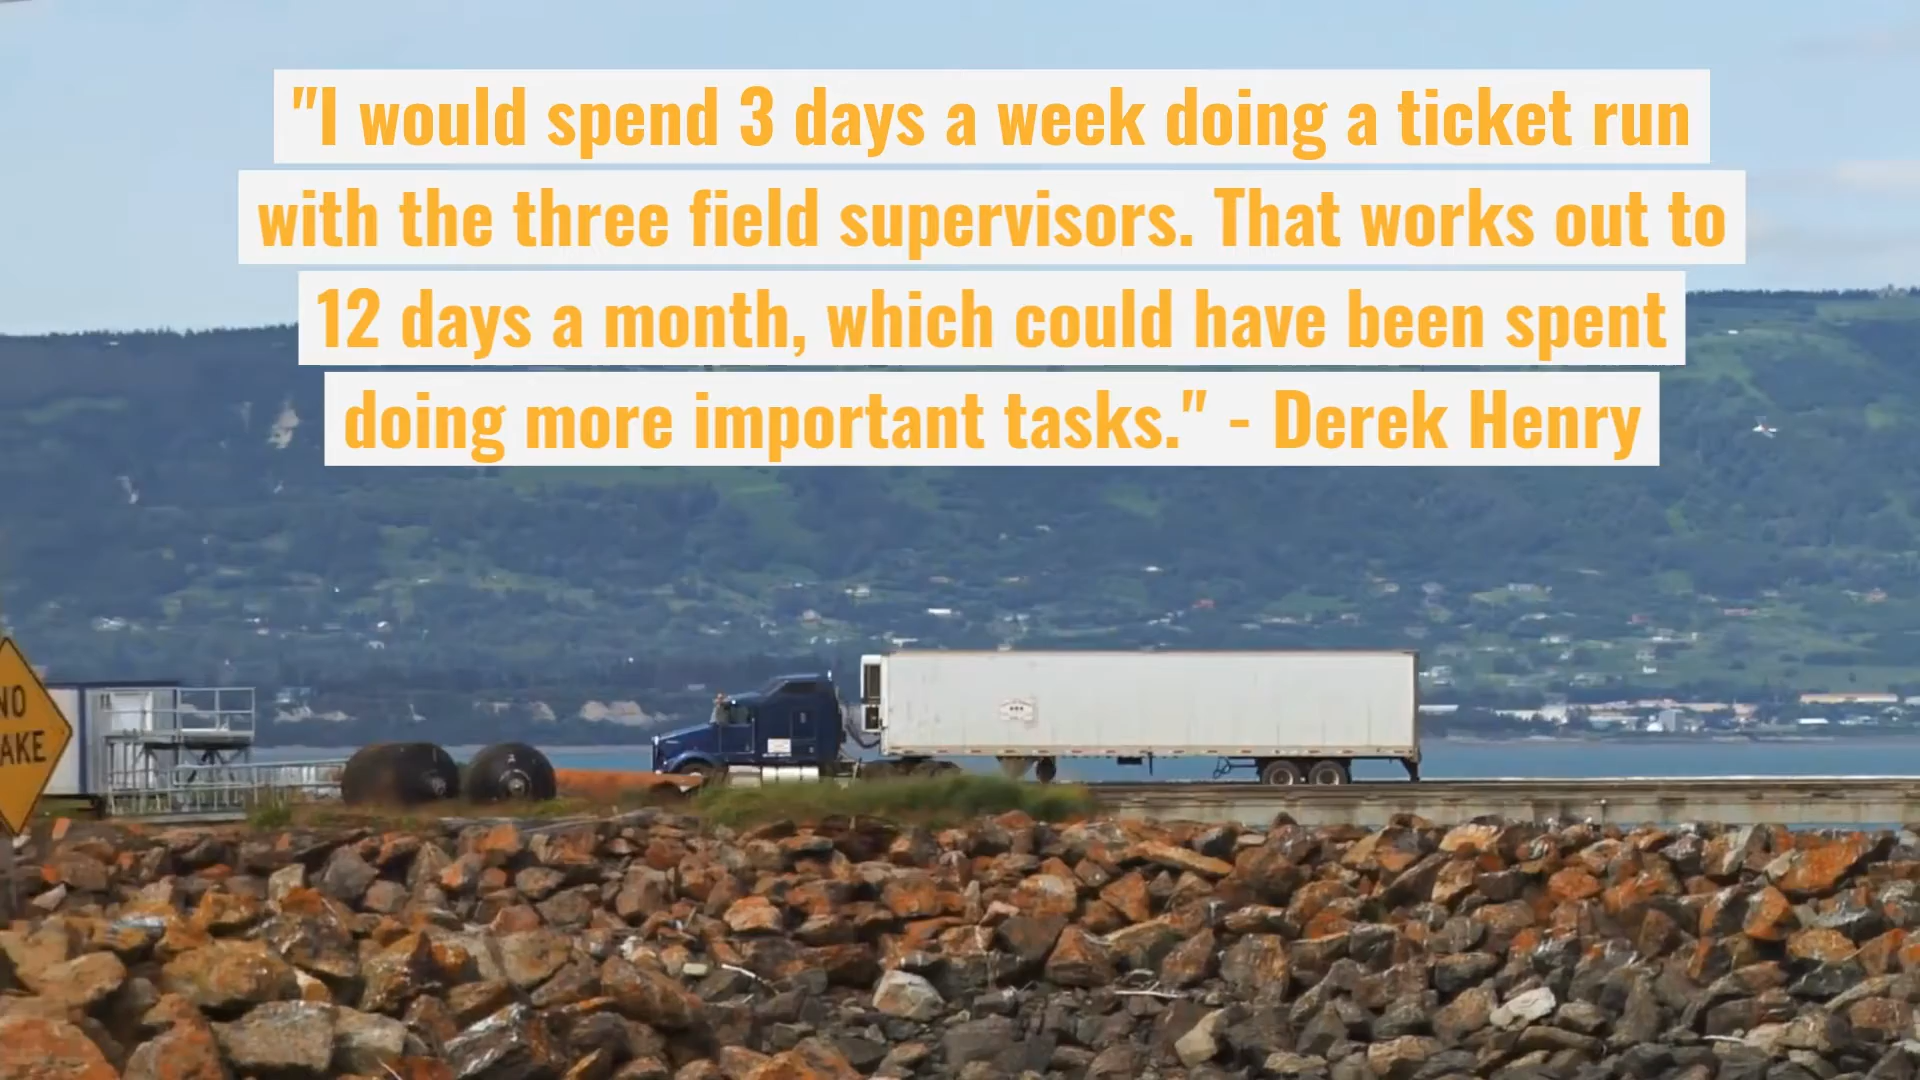 "I would spend 3 days a week doing a ticket run
with the three field supervisors. That works out to
12 days a month, which could have been spent
doing more important tasks." - Derek Henry
NO
AKE